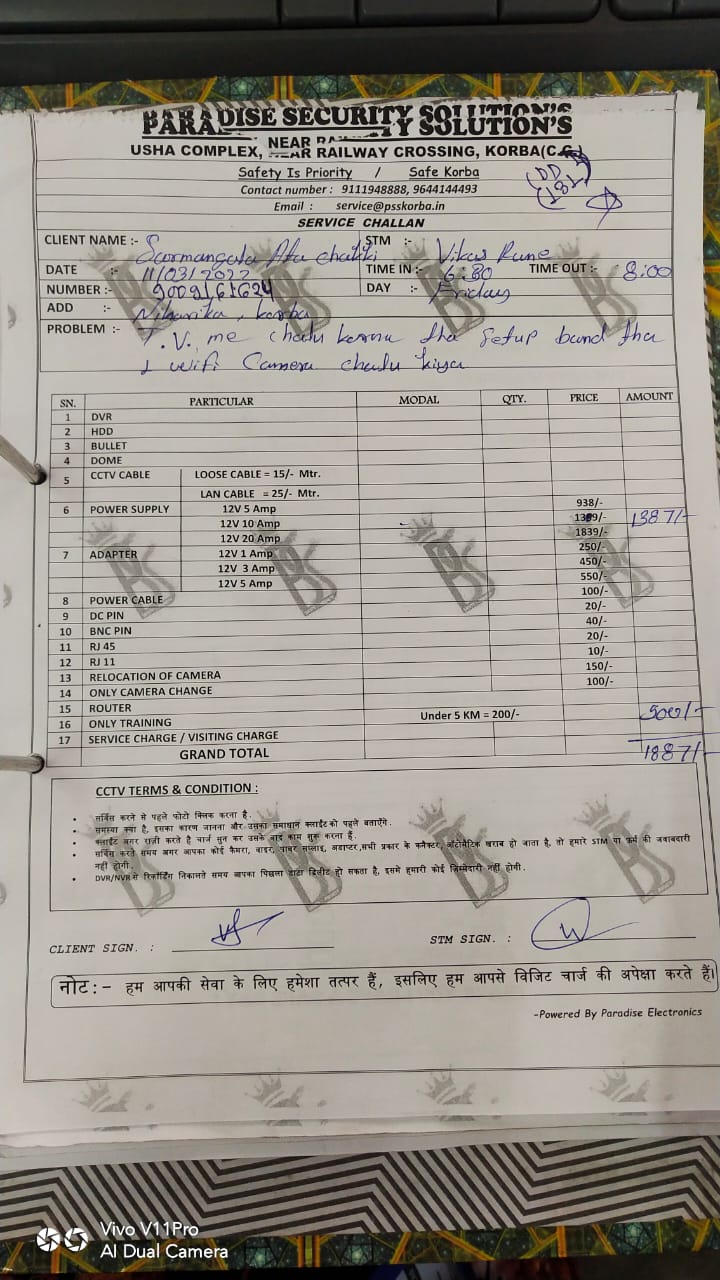 PARADISE SECURITY SOLUTION'S
USHA COMPLEX, NEAR RAILWAY CROSSING, KORBA(C.G.)
Safety Is Priority / Safe Korba
Contact number : 9111948888, 9644144493
Email : service@psskorba.in
SERVICE CHALLAN
CLIENT NAME :- Sarmangala Ata Chakki STM :- Vikas Rune
DATE :- 11/03/2022 TIME IN :- 6:30 TIME OUT :- 8:00
NUMBER :- 9009161624 DAY :- Friday
ADD :- Niharika, Korba
PROBLEM :- T.V. me chalu karna tha setup band tha
1 wifi Camera chalu kiya
SN. PARTICULAR MODAL QTY. PRICE AMOUNT
1 DVR
2 HDD
3 BULLET
4 DOME
5 CCTV CABLE LOOSE CABLE = 15/- Mtr.
LAN CABLE = 25/- Mtr.
6 POWER SUPPLY 12V 5 Amp 938/-
12V 10 Amp 1389/- 1387/-
12V 20 Amp 1839/-
7 ADAPTER 12V 1 Amp 250/-
12V 3 Amp 450/-
12V 5 Amp 550/-
8 POWER CABLE 100/-
9 DC PIN 20/-
10 BNC PIN 40/-
11 RJ 45 20/-
12 RJ 11 10/-
13 RELOCATION OF CAMERA 150/-
14 ONLY CAMERA CHANGE 100/-
15 ROUTER
16 ONLY TRAINING
17 SERVICE CHARGE / VISITING CHARGE Under 5 KM = 200/- 500/-
GRAND TOTAL 1887/-
CCTV TERMS & CONDITION :
• सर्विस करने से पहले फोटो क्लिक करना है.
• समस्या क्या है, इसका कारण जानना और उसका समाधान क्लाईंट को पहले बताएँगे.
• क्लाईंट अगर राज़ी करते है चार्ज सुन कर उसके बाद काम शुरू करना हैं.
• सर्विस करते समय अगर आपका कोई कैमरा, वाइर, पावर सप्लाइ, अडाप्टर,सभी प्रकार के कनैक्टर, ऑटोमैटिक खराब हो जाता है, तो हमारे STM या फ़र्म की जवाबदारी
नहीं होगी.
• DVR/NVR से रिकॉर्डिंग निकालते समय आपका पिछला डाटा डिलीट हो सकता है, इसमे हमारी कोई ज़िम्मेदारी नहीं होगी.
CLIENT SIGN. : STM SIGN. :
नोट:- हम आपकी सेवा के लिए हमेशा तत्पर हैं, इसलिए हम आपसे विजिट चार्ज की अपेक्षा करते हैं।
-Powered By Paradise Electronics
Vivo V11Pro
AI Dual Camera